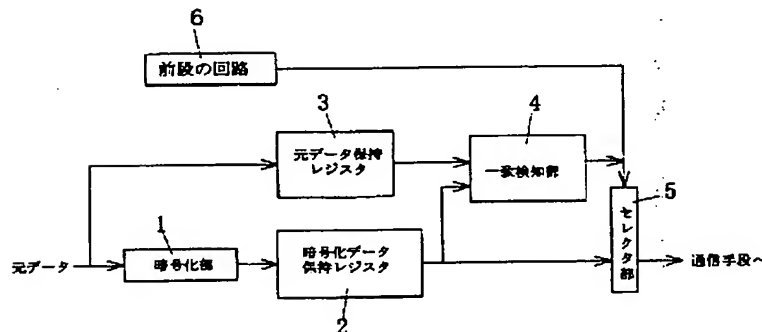 6
前段の回路
3
元データ保持
レジスタ
4
一致検知部
5
セレクタ部
1
元データ
暗号化部
暗号化データ
保持レジスタ
2
通信手段へ